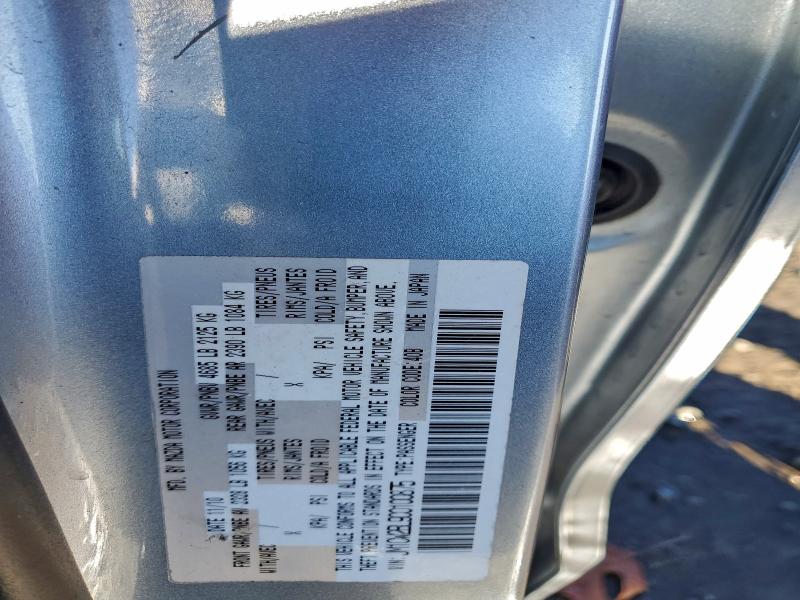 MFD. BY MAZDA MOTOR CORPORATION
DATE 11/10 GVWR/PNBV 4685 LB 2125 KG
FRONT GAWR/PNBE AV LB KG REAR GAWR/PNBE AR 2390 LB 1084 KG
WITH/AVEC / TIRES/PNEUS WITH/AVEC / TIRES/PNEUS
X RIMS/JANTES X RIMS/JANTES
KPA/ PSI COLD/A FROID KPA/ PSI COLD/A FROID
THIS VEHICLE CONFORMS TO ALL APPLICABLE FEDERAL MOTOR VEHICLE SAFETY, BUMPER, AND
THEFT PREVENTION STANDARDS IN EFFECT ON THE DATE OF MANUFACTURE SHOWN ABOVE.
VIN: TYPE:PASSENGER COLOR CODE:40B MADE IN JAPAN